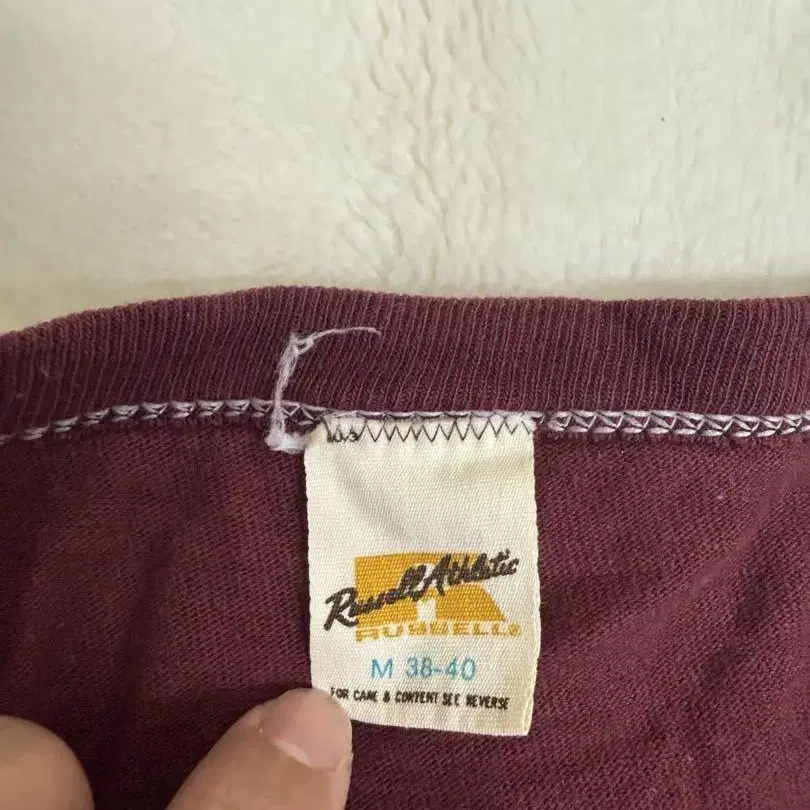 Russell Athletic
RUSSELL®
M 38-40
FOR CARE & CONTENT SEE REVERSE